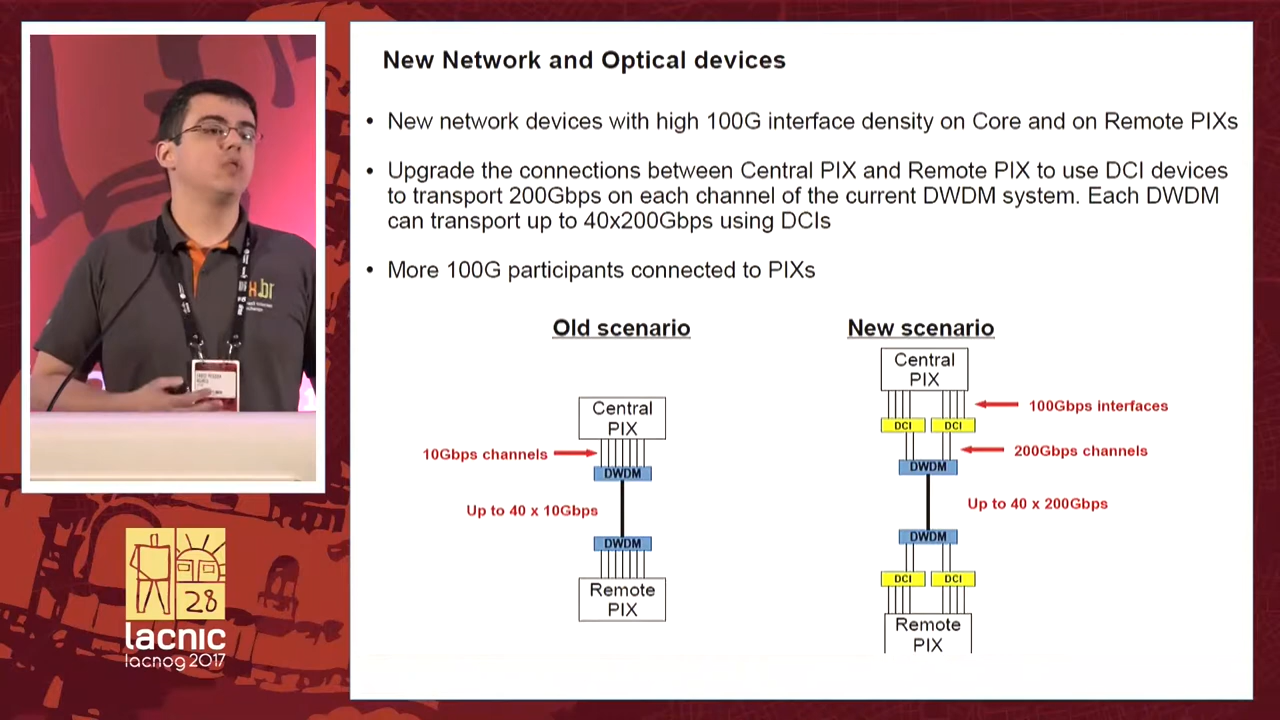 New Network and Optical devices
• New network devices with high 100G interface density on Core and on Remote PIXs
• Upgrade the connections between Central PIX and Remote PIX to use DCI devices
to transport 200Gbps on each channel of the current DWDM system. Each DWDM
can transport up to 40x200Gbps using DCIs
• More 100G participants connected to PIXs
Old scenario
Central
PIX
10Gbps channels
DWDM
Up to 40 x 10Gbps
DWDM
Remote
PIX
New scenario
Central
PIX
100Gbps interfaces
DCI DCI
200Gbps channels
DWDM
Up to 40 x 200Gbps
DWDM
DCI DCI
Remote
PIX
.br
28
lacnic
lacnog 2017